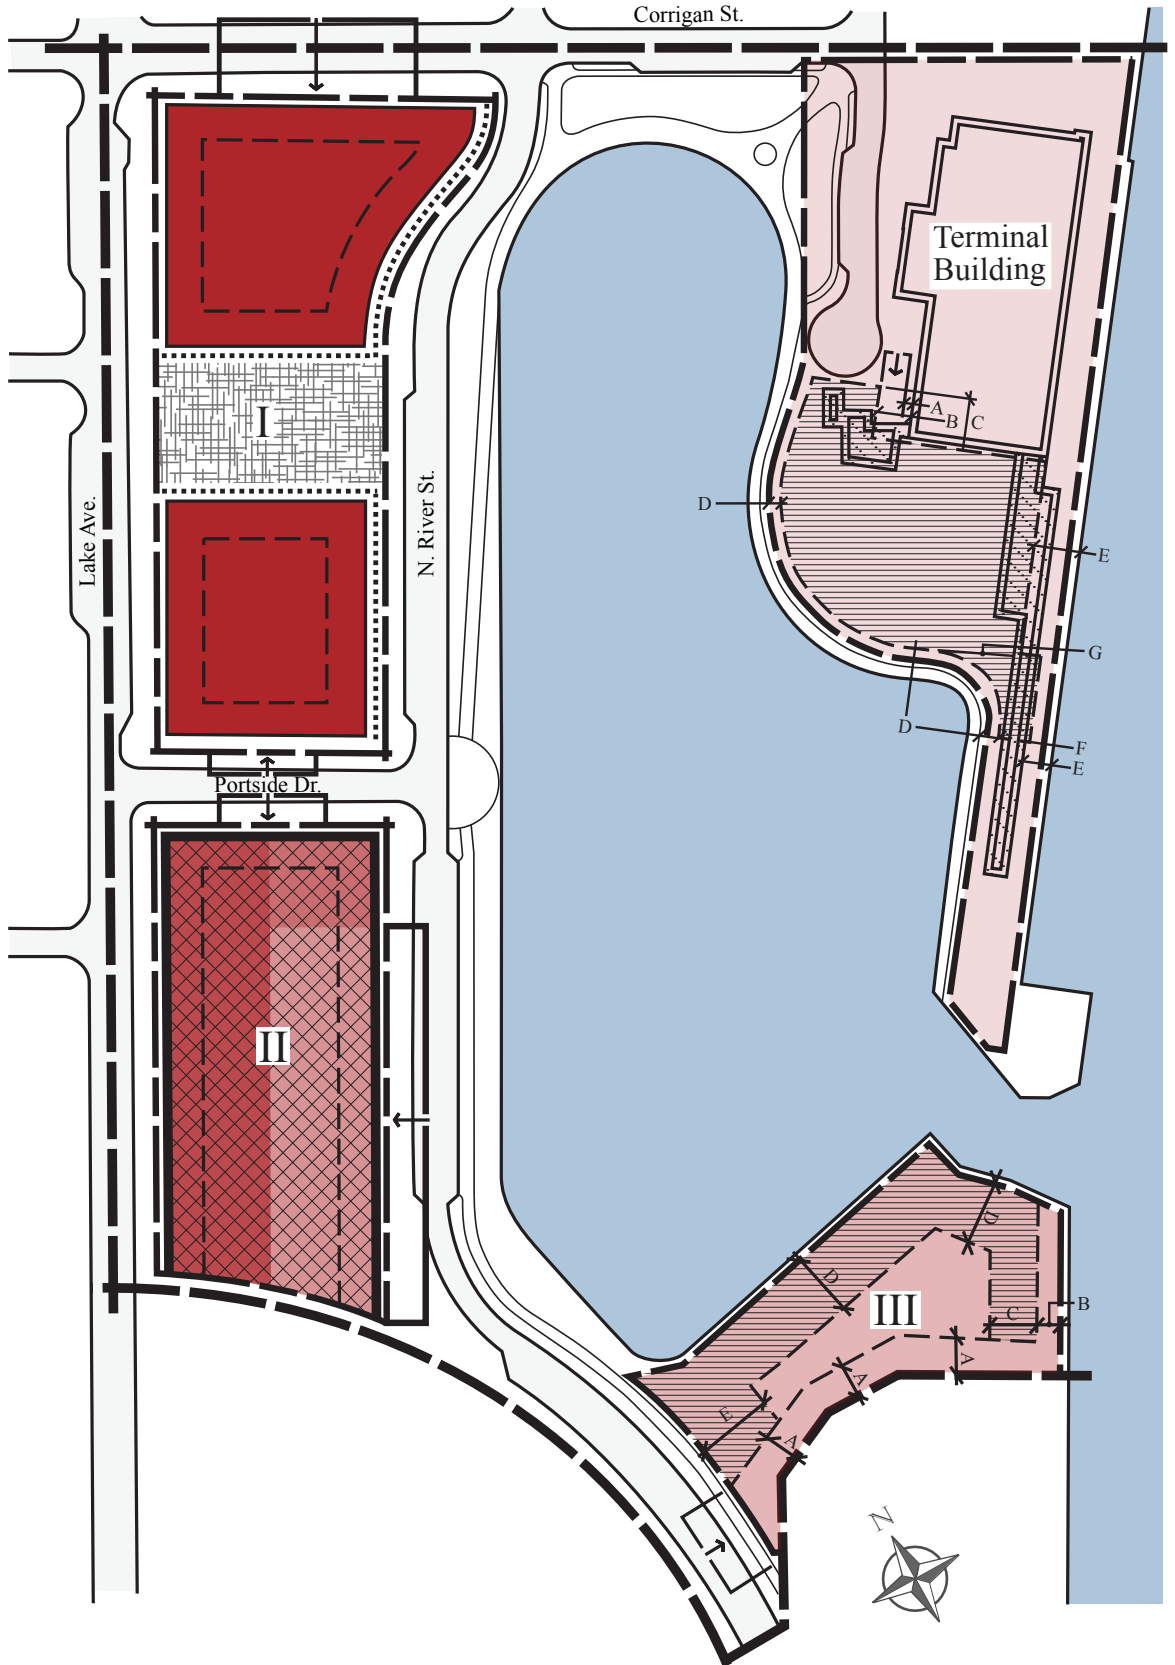 Corrigan St.
Terminal
Building
A
B
C
I
N. River St.
Lake Ave.
D
E
G
D
F
E
Portside Dr.
II
D
D
III
B
C
A
A
E
A
N